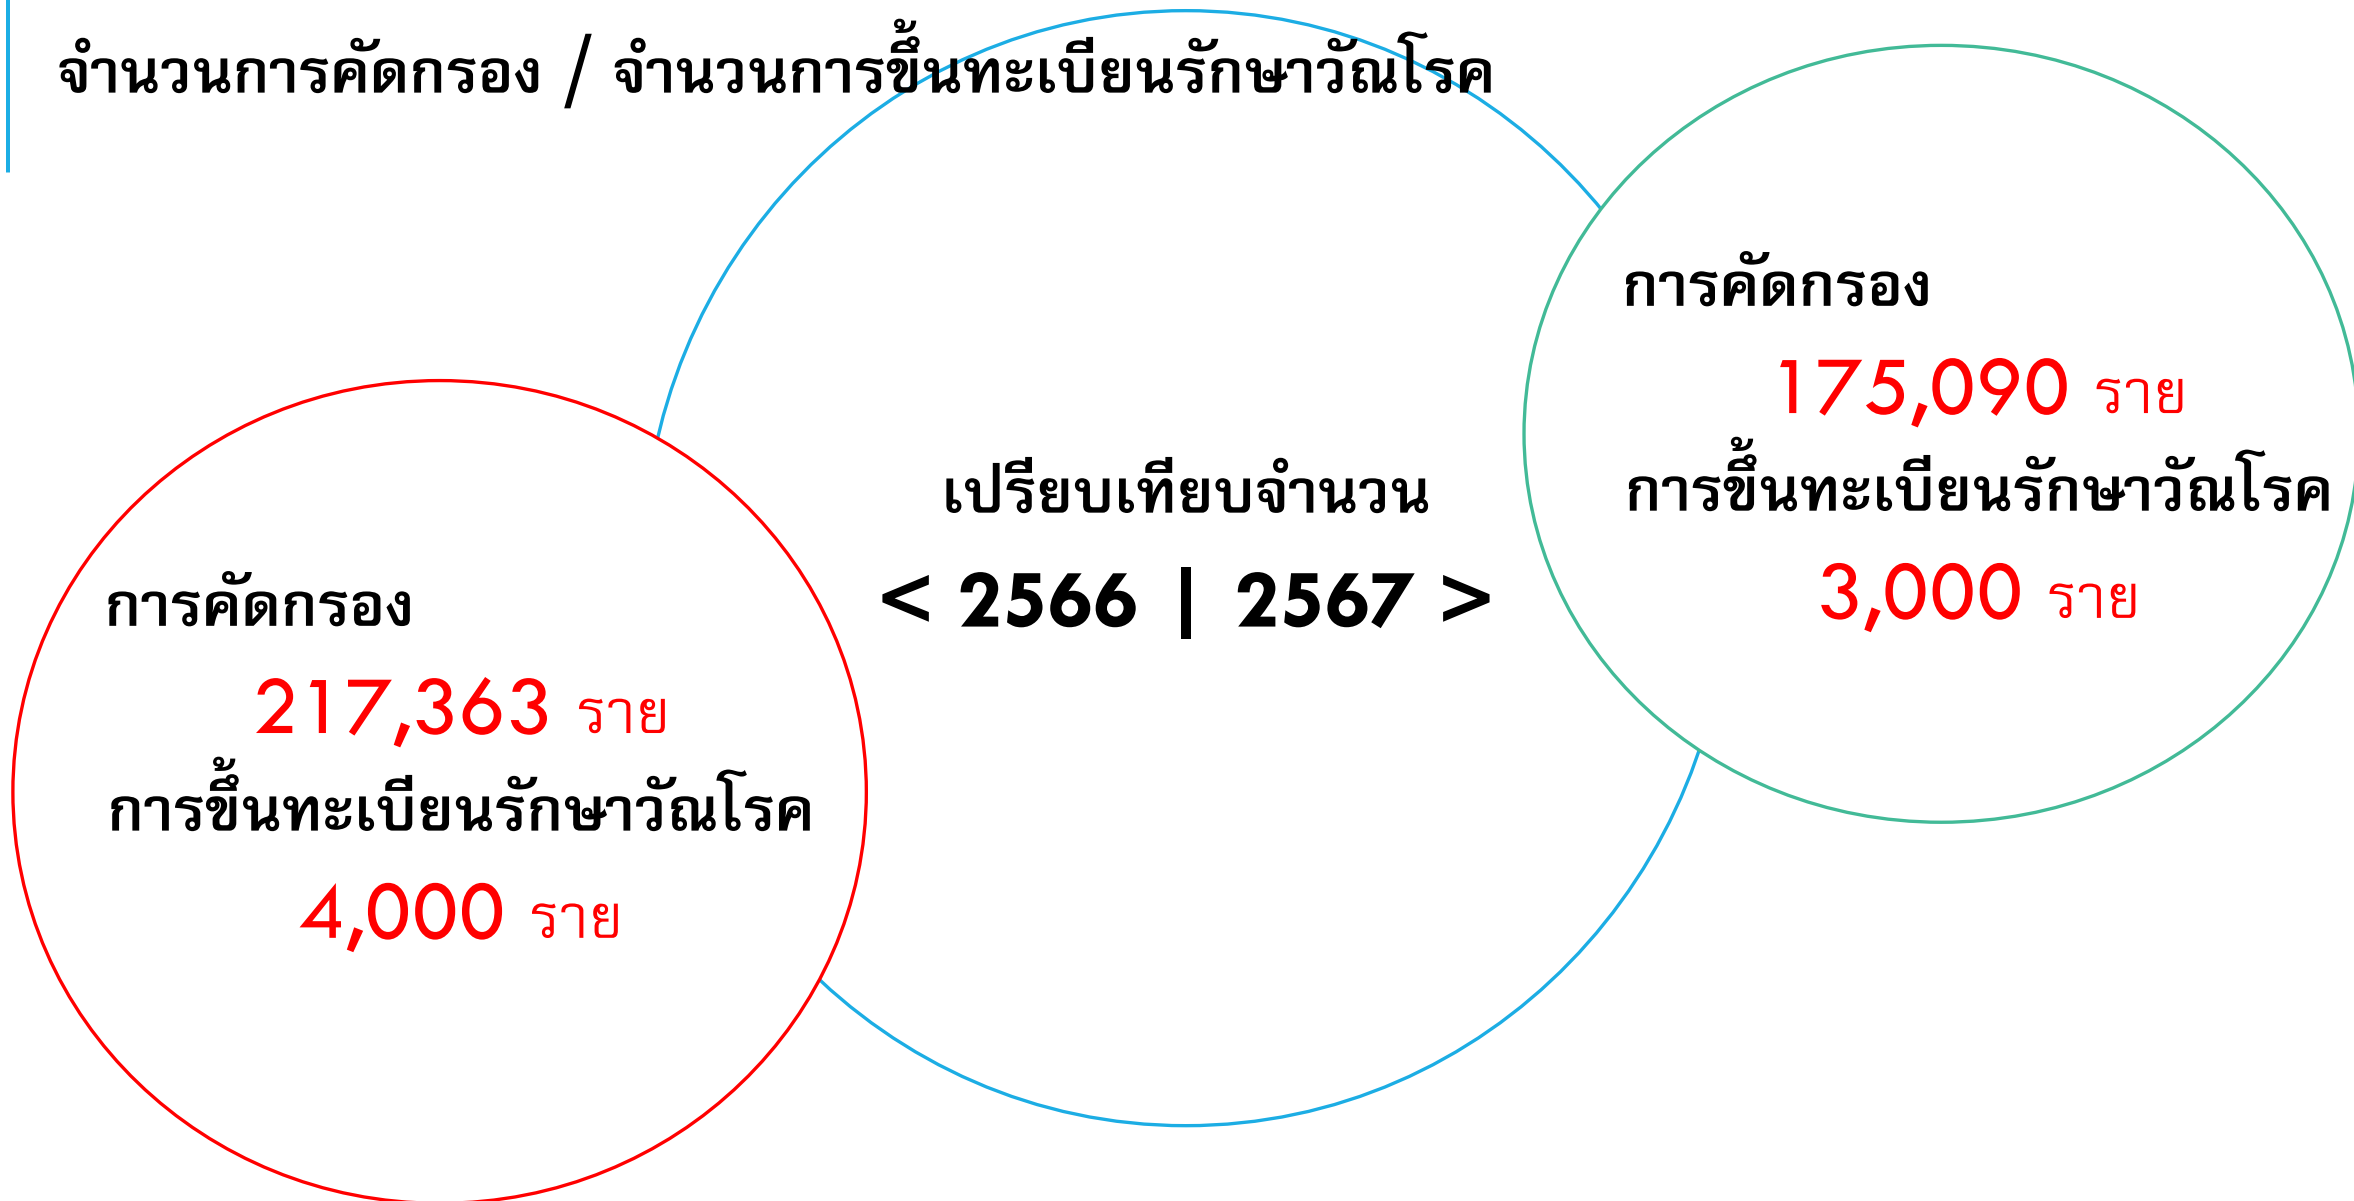 จำนวนการคัดกรอง / จำนวนการขึ้นทะเบียนรักษาวัณโรค
การคัดกรอง
217,363 ราย
การขึ้นทะเบียนรักษาวัณโรค
4,000 ราย
เปรียบเทียบจำนวน
< 2566 | 2567 >
การคัดกรอง
175,090 ราย
การขึ้นทะเบียนรักษาวัณโรค
3,000 ราย